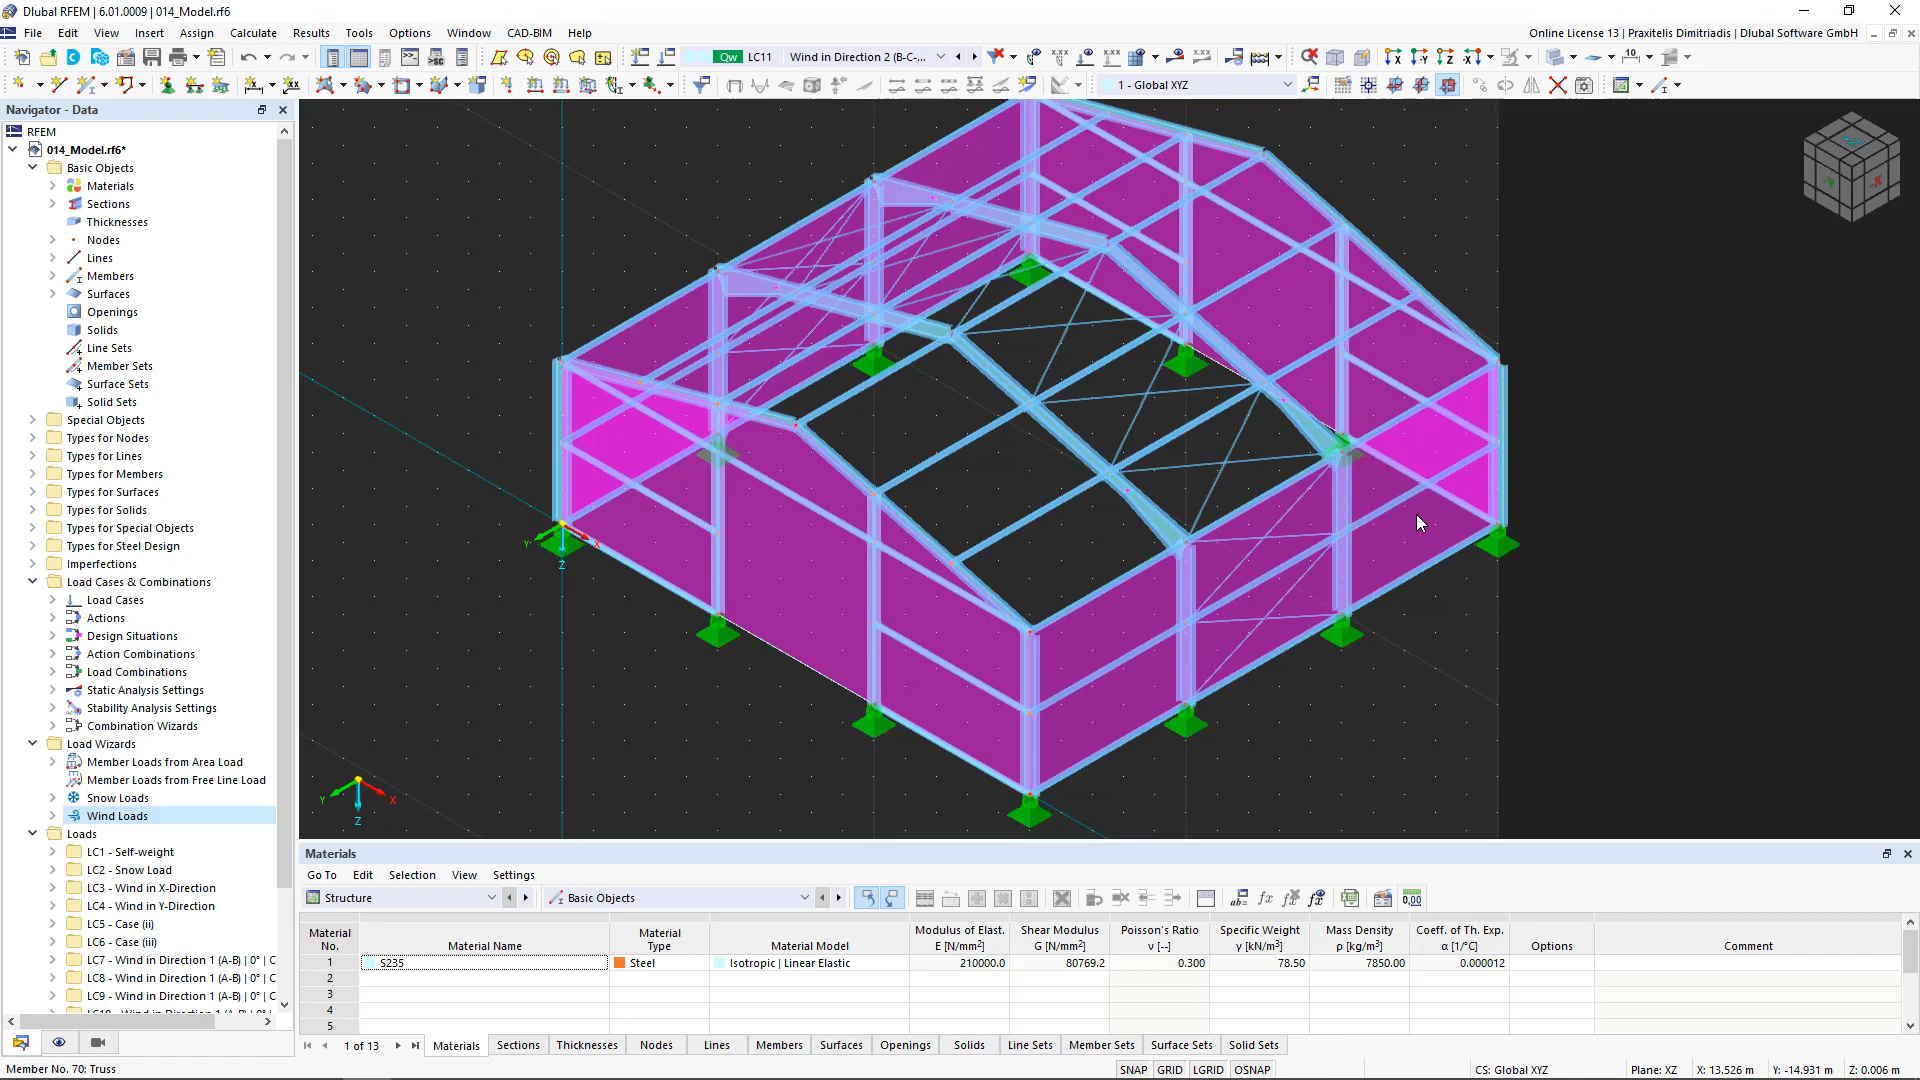 Dlubal RFEM | 6.01.0009 | 014_Model.rf6
File Edit View Insert Assign Calculate Results Tools Options Window CAD-BIM Help
Online License 13 | Praxitelis Dimitriadis | Dlubal Software GmbH
Qw LC11 Wind in Direction 2 (B-C-...
1 - Global XYZ
Navigator - Data
RFEM
014_Model.rf6*
Basic Objects
Materials
Sections
Thicknesses
Nodes
Lines
Members
Surfaces
Openings
Solids
Line Sets
Member Sets
Surface Sets
Solid Sets
Special Objects
Types for Nodes
Types for Lines
Types for Members
Types for Surfaces
Types for Solids
Types for Special Objects
Types for Steel Design
Imperfections
Load Cases & Combinations
Load Cases
Actions
Design Situations
Action Combinations
Load Combinations
Static Analysis Settings
Stability Analysis Settings
Combination Wizards
Load Wizards
Member Loads from Area Load
Member Loads from Free Line Load
Snow Loads
Wind Loads
Loads
LC1 - Self-weight
LC2 - Snow Load
LC3 - Wind in X-Direction
LC4 - Wind in Y-Direction
LC5 - Case (ii)
LC6 - Case (iii)
LC7 - Wind in Direction 1 (A-B) | 0° | C
LC8 - Wind in Direction 1 (A-B) | 0° | C
LC9 - Wind in Direction 1 (A-B) | 0° | C
Y X
Z
Y X
Z
-Y -X
Materials
Go To Edit Selection View Settings
Structure Basic Objects
Material No. Material Name Material Type Material Model Modulus of Elast. E [N/mm²] Shear Modulus G [N/mm²] Poisson's Ratio ν [--] Specific Weight γ [kN/m³] Mass Density ρ [kg/m³] Coeff. of Th. Exp. α [1/°C] Options Comment
1 S235 Steel Isotropic | Linear Elastic 210000.0 80769.2 0.300 78.50 7850.00 0.000012
2
3
4
5
1 of 13 Materials Sections Thicknesses Nodes Lines Members Surfaces Openings Solids Line Sets Member Sets Surface Sets Solid Sets
Member No. 70: Truss
SNAP GRID LGRID OSNAP CS: Global XYZ Plane: XZ X: 13.526 m Y: -14.931 m Z: 0.006 m